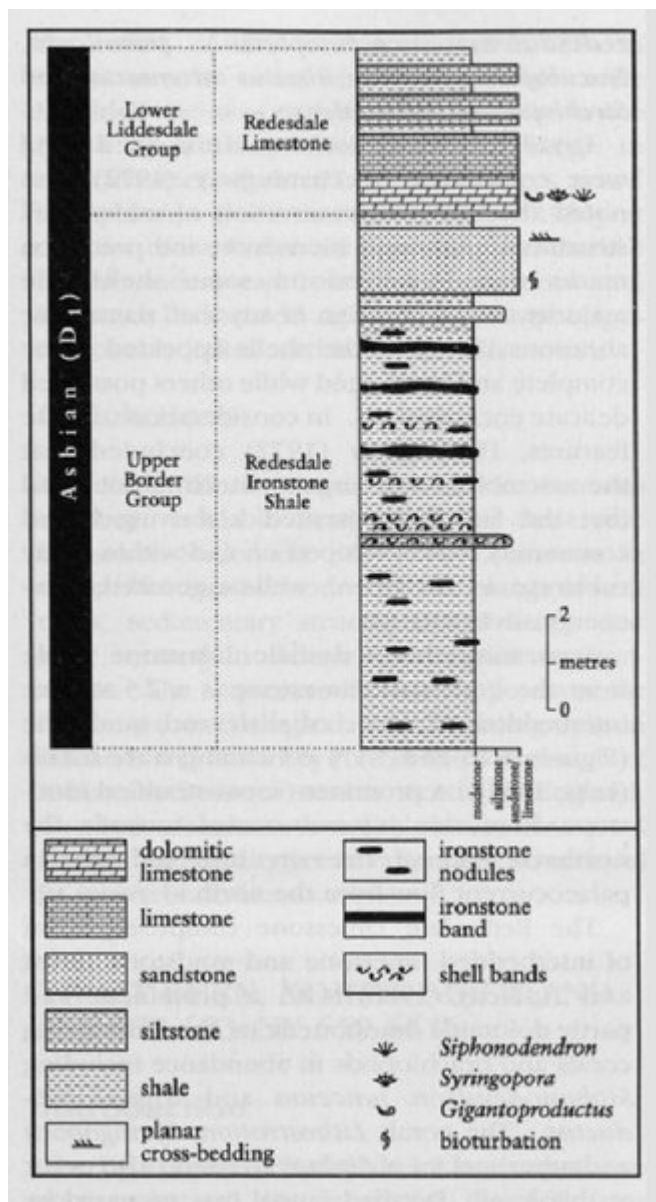 Asbian (D1)
Lower
Liddesdale
Group
Redesdale
Limestone
Upper
Border
Group
Redesdale
Ironstone
Shale
2
metres
0
mudstone
siltstone
sandstone
limestone
dolomitic
limestone
limestone
sandstone
siltstone
shale
planar
cross-bedding
ironstone
nodules
ironstone
band
shell bands
Siphonodendron
Syringopora
Gigantoproductus
bioturbation